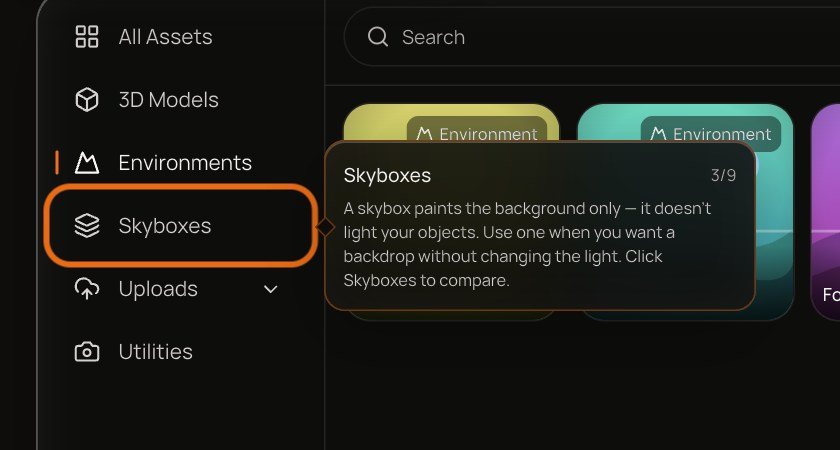 All Assets
3D Models
Environments
Skyboxes
Uploads
Utilities
Search
Environment
Environment
Skyboxes
3/9
A skybox paints the background only — it doesn't
light your objects. Use one when you want a
backdrop without changing the light. Click
Skyboxes to compare.
Fo